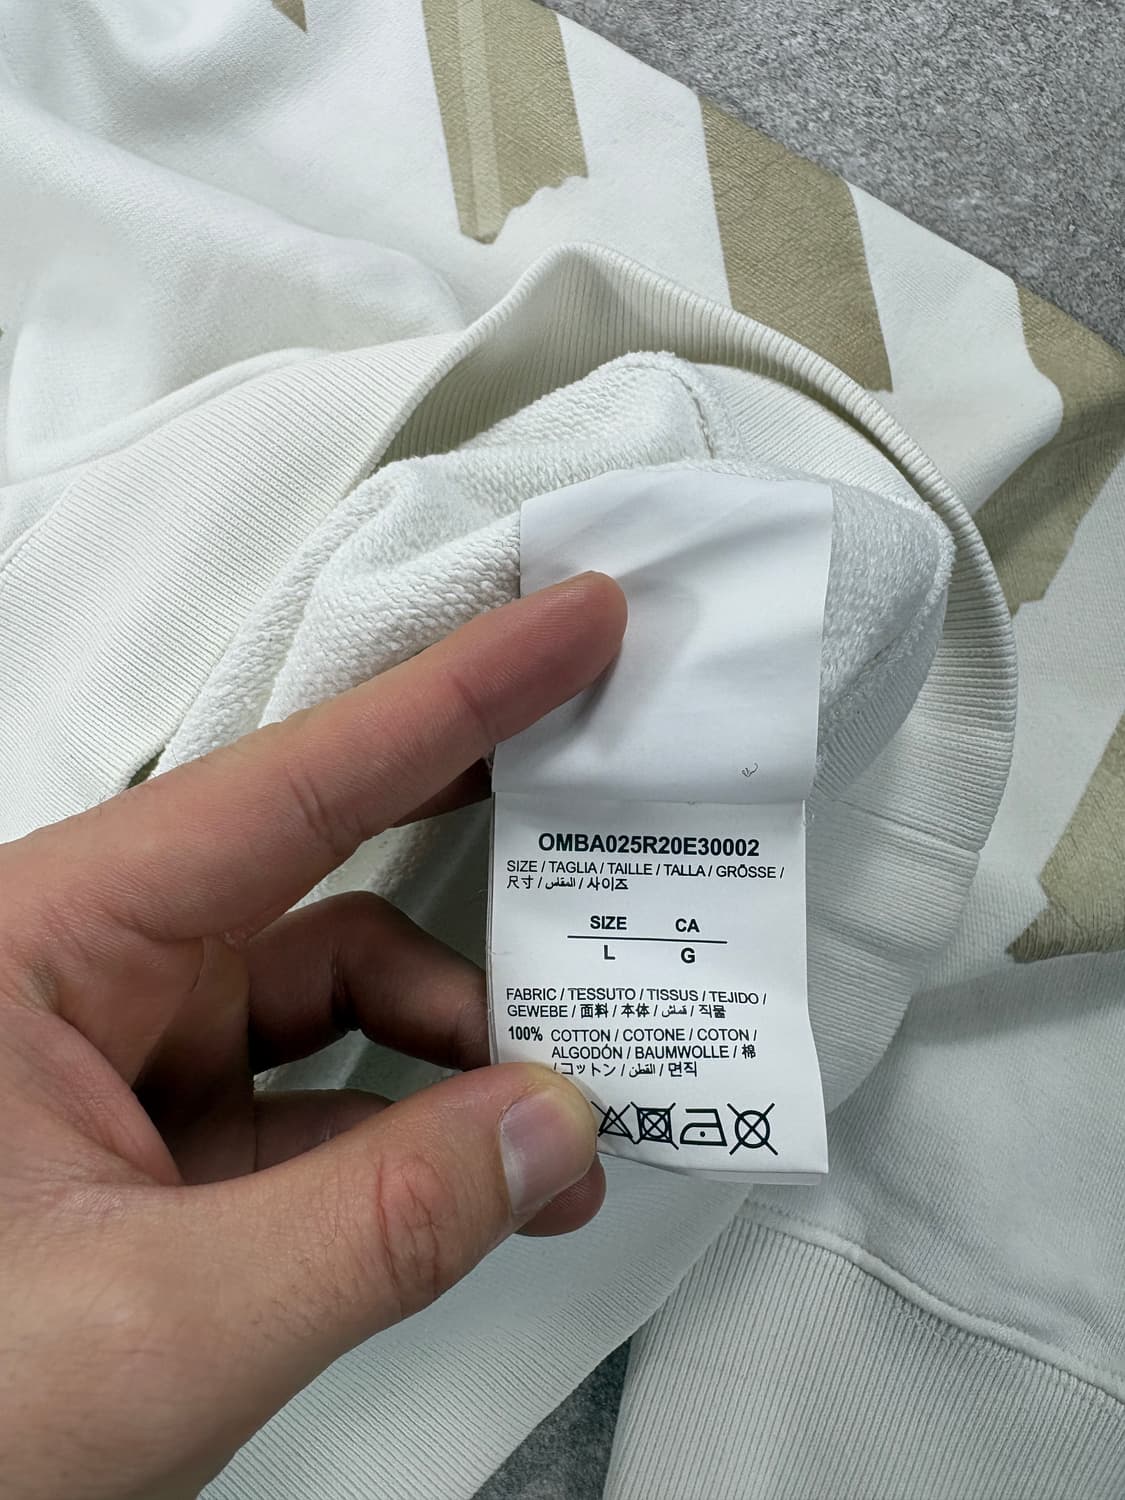 OMBA025R20E30002
SIZE / TAGLIA / TAILLE / TALLA / GRÖSSE /
尺寸 / المقاس / 사이즈
SIZE CA
L G
FABRIC / TESSUTO / TISSUS / TEJIDO /
GEWEBE / 面料 / 本体 / قماش / 직물
100% COTTON / COTONE / COTON /
ALGODÓN / BAUMWOLLE / 棉
/ コットン / القطن / 면직